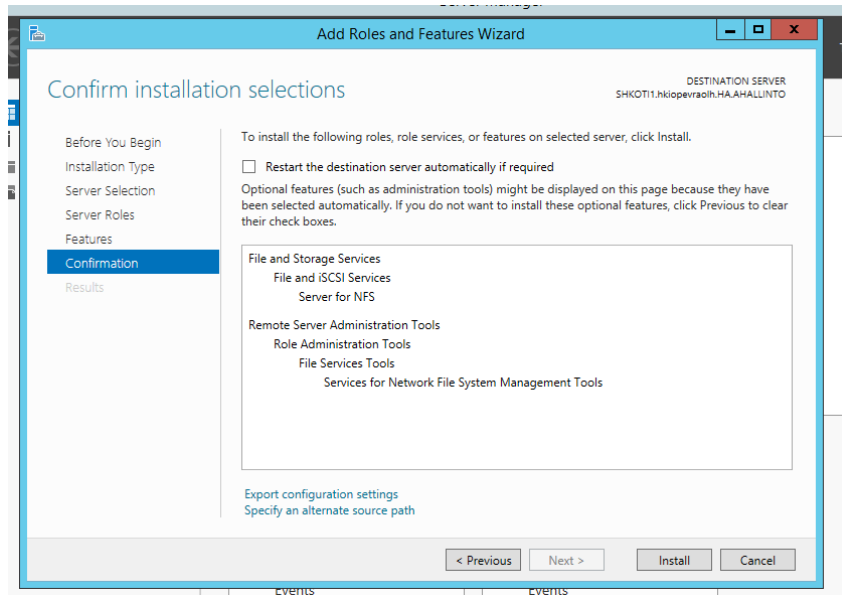 Add Roles and Features Wizard
Confirm installation selections
DESTINATION SERVER
SHKOTI1.hkiopevraolh.HA.AHALLINTO
Before You Begin
Installation Type
Server Selection
Server Roles
Features
Confirmation
Results
To install the following roles, role services, or features on selected server, click Install.
Restart the destination server automatically if required
Optional features (such as administration tools) might be displayed on this page because they have
been selected automatically. If you do not want to install these optional features, click Previous to clear
their check boxes.
File and Storage Services
File and iSCSI Services
Server for NFS
Remote Server Administration Tools
Role Administration Tools
File Services Tools
Services for Network File System Management Tools
Export configuration settings
Specify an alternate source path
< Previous
Next >
Install
Cancel
Events
Events